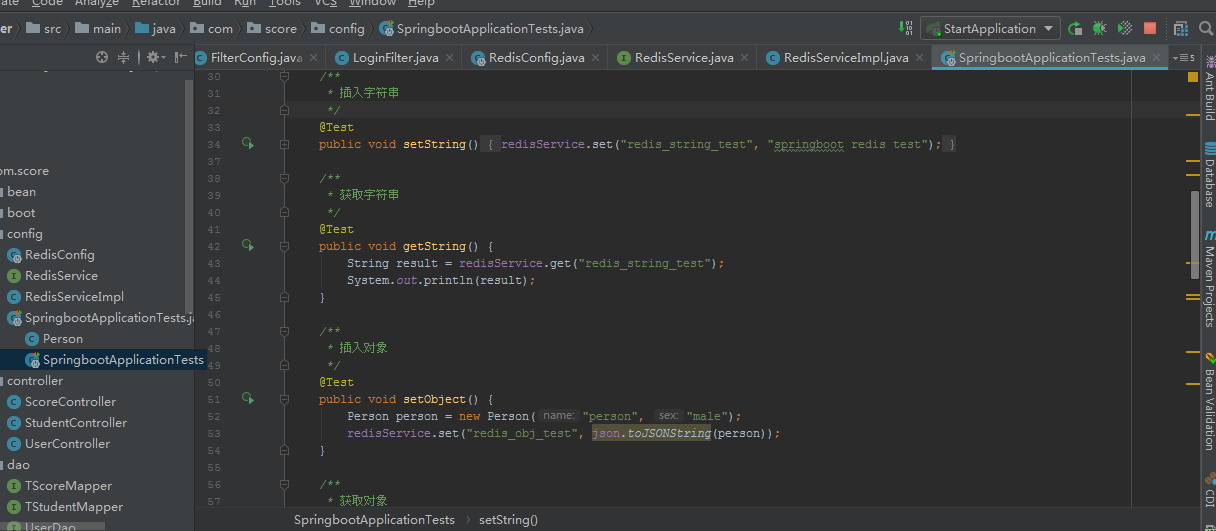 Analyze Refactor Build Run Tools VCS Window Help
er src main java com score config SpringbootApplicationTests.java
StartApplication
FilterConfig.java LoginFilter.java RedisConfig.java RedisService.java RedisServiceImpl.java SpringbootApplicationTests.java 5
om.score
bean
boot
config
RedisConfig
RedisService
RedisServiceImpl
SpringbootApplicationTests.ja
Person
SpringbootApplicationTests
controller
ScoreController
StudentController
UserController
dao
TScoreMapper
TStudentMapper
UserDao
30 /**
31 * 插入字符串
32 */
33 @Test
34 public void setString() { redisService.set("redis_string_test", "springboot redis test"); }
37
38 /**
39 * 获取字符串
40 */
41 @Test
42 public void getString() {
43 String result = redisService.get("redis_string_test");
44 System.out.println(result);
45 }
46
47 /**
48 * 插入对象
49 */
50 @Test
51 public void setObject() {
52 Person person = new Person( name: "person", sex: "male");
53 redisService.set("redis_obj_test", json.toJSONString(person));
54 }
55
56 /**
57 * 获取对象
SpringbootApplicationTests setString()
Ant Build
Database
Maven Projects
Bean Validation
CDI